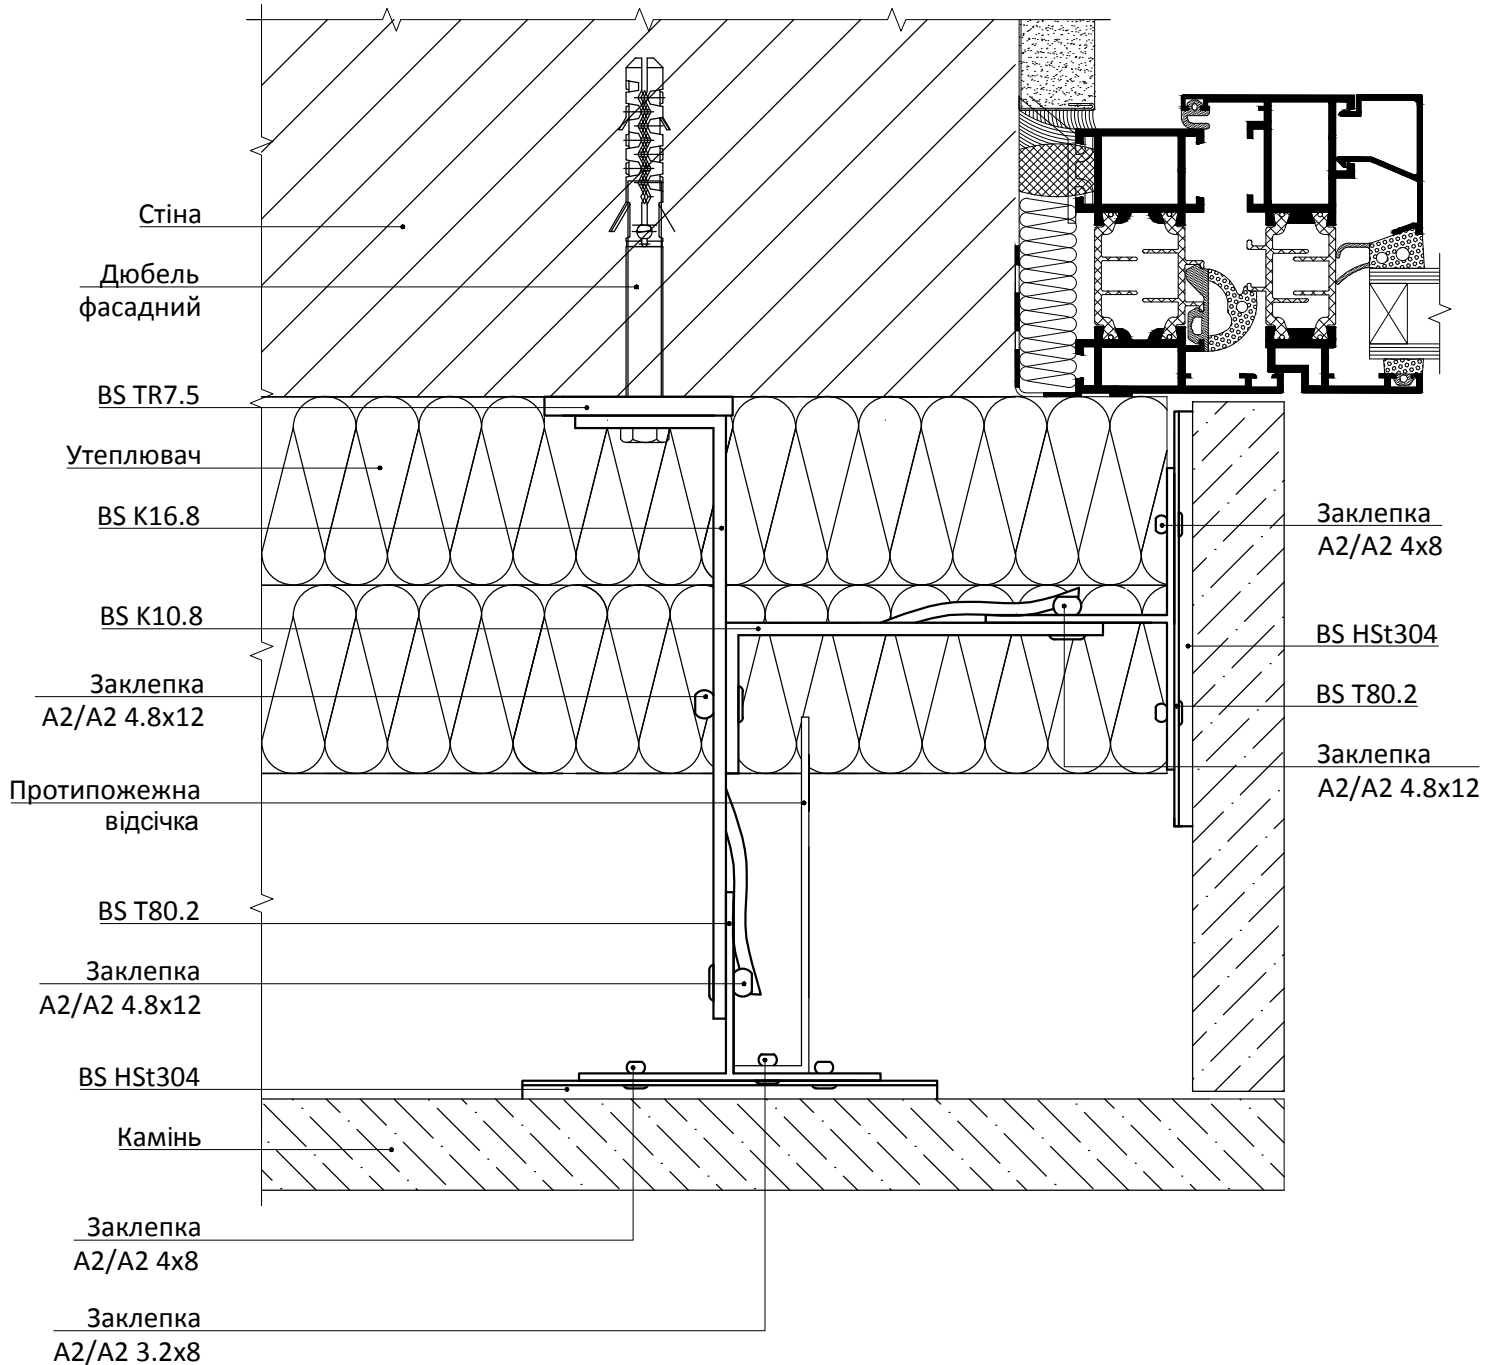 Стіна
Дюбель
фасадний
BS TR7.5
Утеплювач
BS K16.8
BS K10.8
Заклепка
A2/A2 4.8x12
Протипожежна
відсічка
BS T80.2
Заклепка
A2/A2 4.8x12
BS HSt304
Камінь
Заклепка
A2/A2 4x8
Заклепка
A2/A2 3.2x8
Заклепка
A2/A2 4x8
BS HSt304
BS T80.2
Заклепка
A2/A2 4.8x12